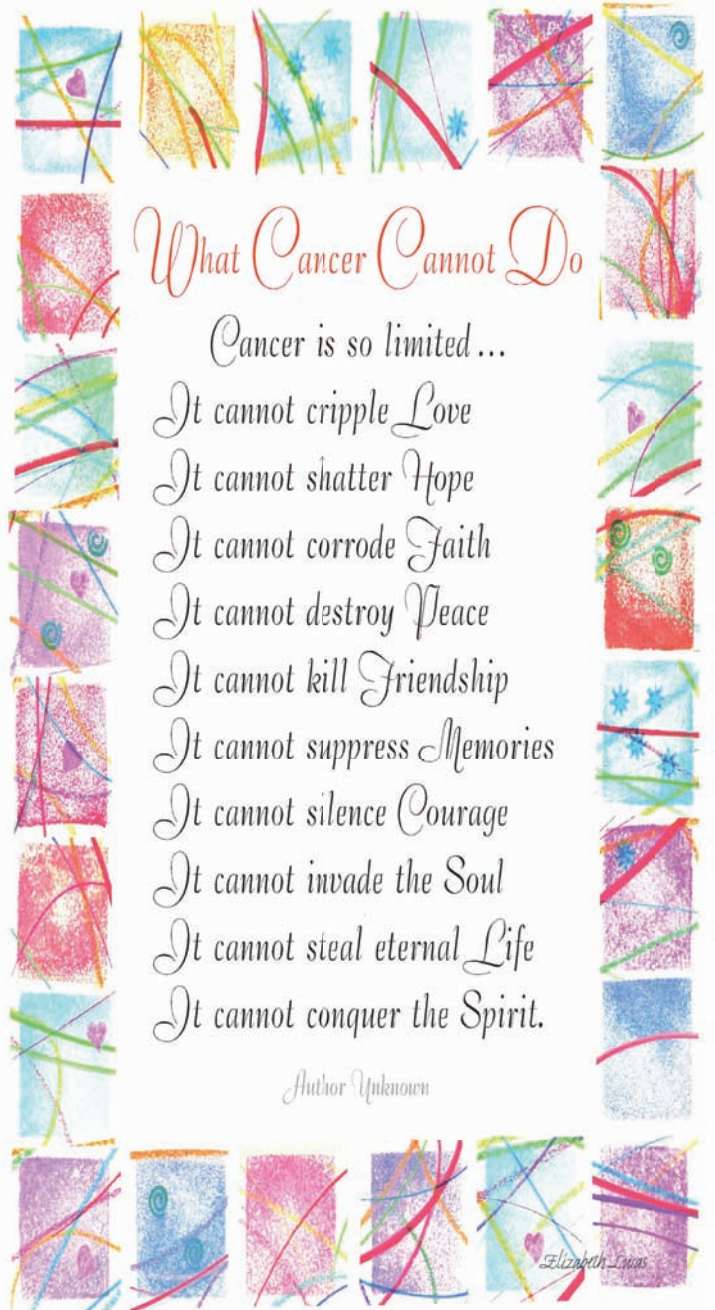 What Cancer Cannot Do
Cancer is so limited...
It cannot cripple Love
It cannot shatter Hope
It cannot corrode Faith
It cannot destroy Peace
It cannot kill Friendship
It cannot suppress Memories
It cannot silence Courage
It cannot invade the Soul
It cannot steal eternal Life
It cannot conquer the Spirit.
Author Unknown
Elizabeth Lucas